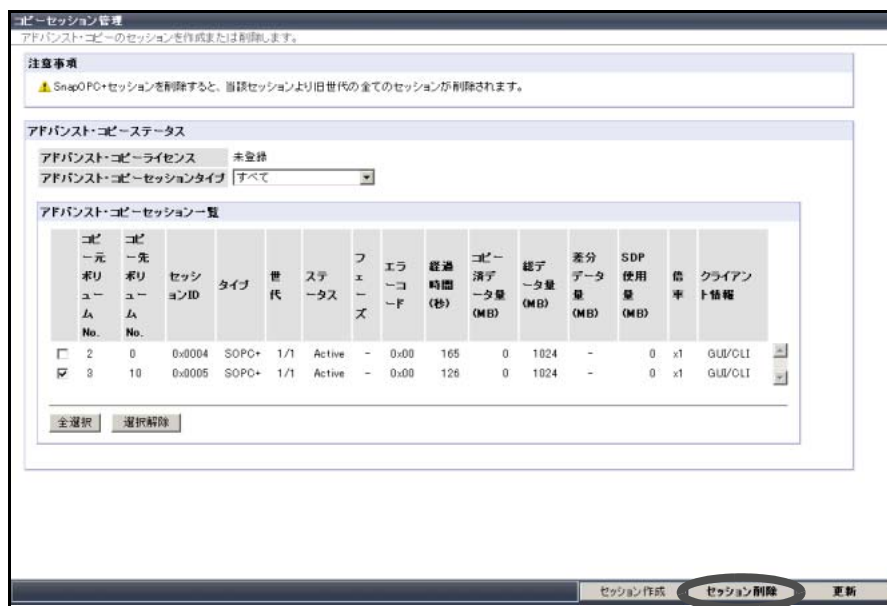 コピーセッション管理
アドバンスト・コピーのセッションを作成または削除します。
注意事項
SnapOPC+セッションを削除すると、当該セッションより旧世代の全てのセッションが削除されます。
アドバンスト・コピーステータス
アドバンスト・コピーライセンス 未登録
アドバンスト・コピーセッションタイプ すべて
アドバンスト・コピーセッション一覧
コピー元ボリュームNo. コピー先ボリュームNo. セッションID タイプ 世代 ステータス フェーズ エラーコード 経過時間(秒) コピー済データ量(MB) 総データ量(MB) 差分データ量(MB) SDP使用量(MB) 倍率 クライアント情報
2 0 0x0004 SOPC+ 1/1 Active - 0x00 165 0 1024 - 0 x1 GUI/CLI
3 10 0x0005 SOPC+ 1/1 Active - 0x00 126 0 1024 - 0 x1 GUI/CLI
全選択 選択解除
セッション作成 セッション削除 更新